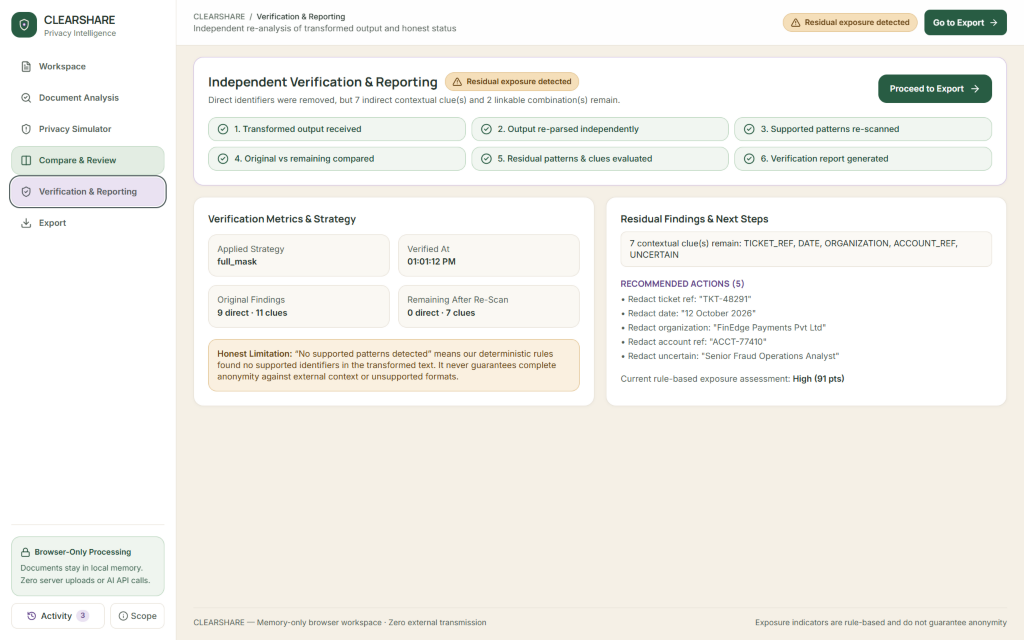 CLEARSHARE
Privacy Intelligence
Workspace
Document Analysis
Privacy Simulator
Compare & Review
Verification & Reporting
Export
Browser-Only Processing
Documents stay in local memory.
Zero server uploads or AI API calls.
Activity 3
Scope
CLEARSHARE / Verification & Reporting
Independent re-analysis of transformed output and honest status
Residual exposure detected
Go to Export →
Independent Verification & Reporting
Residual exposure detected
Direct identifiers were removed, but 7 indirect contextual clue(s) and 2 linkable combination(s) remain.
Proceed to Export →
1. Transformed output received
2. Output re-parsed independently
3. Supported patterns re-scanned
4. Original vs remaining compared
5. Residual patterns & clues evaluated
6. Verification report generated
Verification Metrics & Strategy
Applied Strategy
full_mask
Verified At
01:01:12 PM
Original Findings
9 direct · 11 clues
Remaining After Re-Scan
0 direct · 7 clues
Honest Limitation: "No supported patterns detected" means our deterministic rules
found no supported identifiers in the transformed text. It never guarantees complete
anonymity against external context or unsupported formats.
Residual Findings & Next Steps
7 contextual clue(s) remain: TICKET_REF, DATE, ORGANIZATION, ACCOUNT_REF,
UNCERTAIN
RECOMMENDED ACTIONS (5)
• Redact ticket ref: "TKT-48291"
• Redact date: "12 October 2026"
• Redact organization: "FinEdge Payments Pvt Ltd"
• Redact account ref: "ACCT-77410"
• Redact uncertain: "Senior Fraud Operations Analyst"
Current rule-based exposure assessment: High (91 pts)
CLEARSHARE — Memory-only browser workspace · Zero external transmission
Exposure indicators are rule-based and do not guarantee anonymity